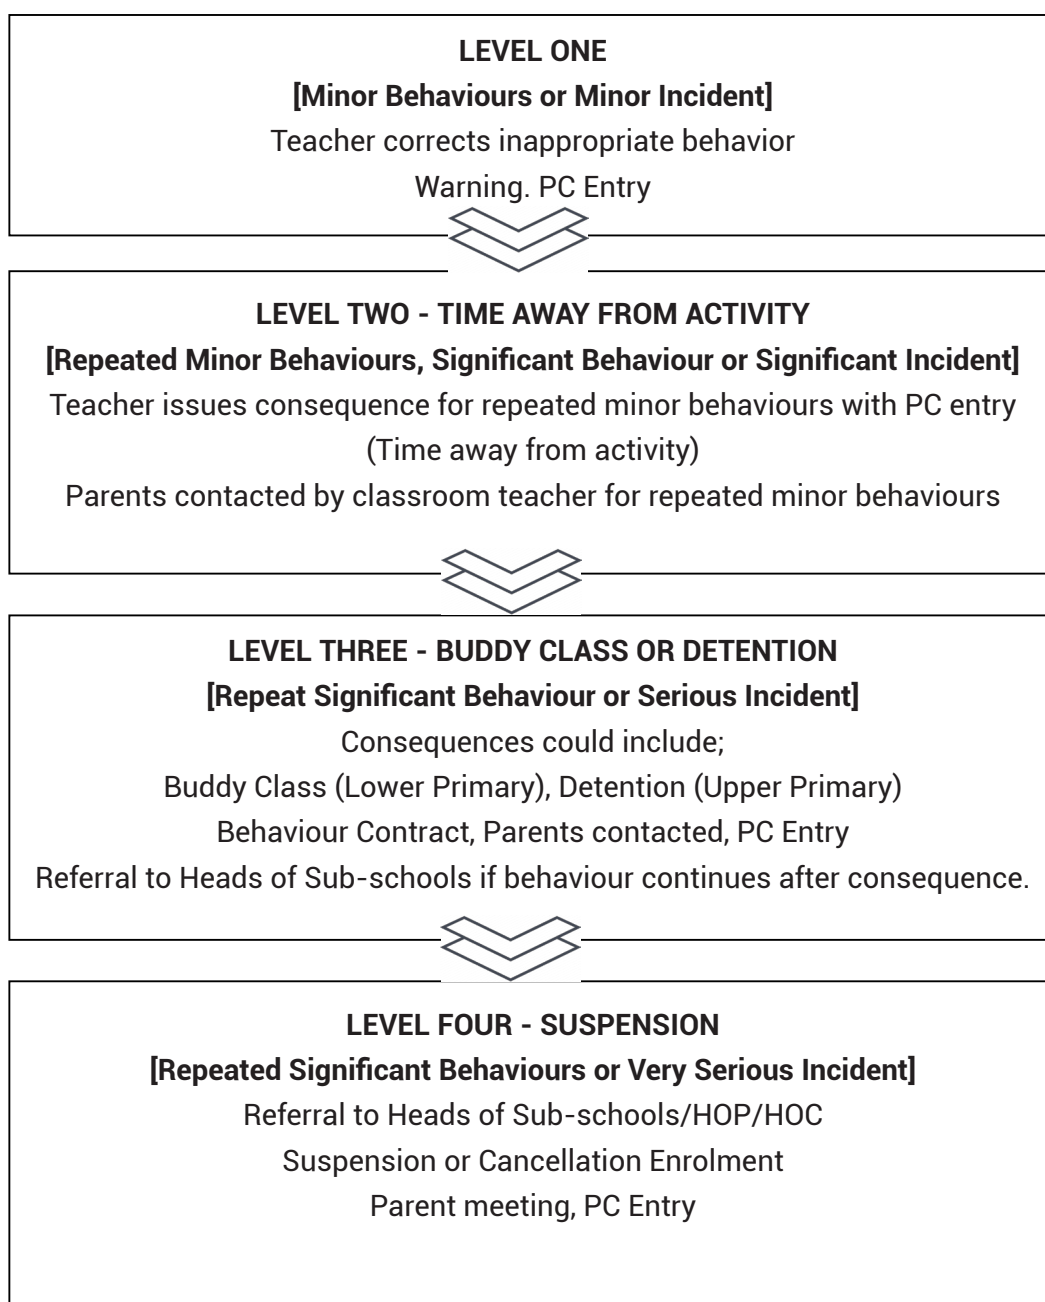 LEVEL ONE
[Minor Behaviours or Minor Incident]
Teacher corrects inappropriate behavior
Warning. PC Entry
LEVEL TWO - TIME AWAY FROM ACTIVITY
[Repeated Minor Behaviours, Significant Behaviour or Significant Incident]
Teacher issues consequence for repeated minor behaviours with PC entry
(Time away from activity)
Parents contacted by classroom teacher for repeated minor behaviours
LEVEL THREE - BUDDY CLASS OR DETENTION
[Repeat Significant Behaviour or Serious Incident]
Consequences could include;
Buddy Class (Lower Primary), Detention (Upper Primary)
Behaviour Contract, Parents contacted, PC Entry
Referral to Heads of Sub-schools if behaviour continues after consequence.
LEVEL FOUR - SUSPENSION
[Repeated Significant Behaviours or Very Serious Incident]
Referral to Heads of Sub-schools/HOP/HOC
Suspension or Cancellation Enrolment
Parent meeting, PC Entry